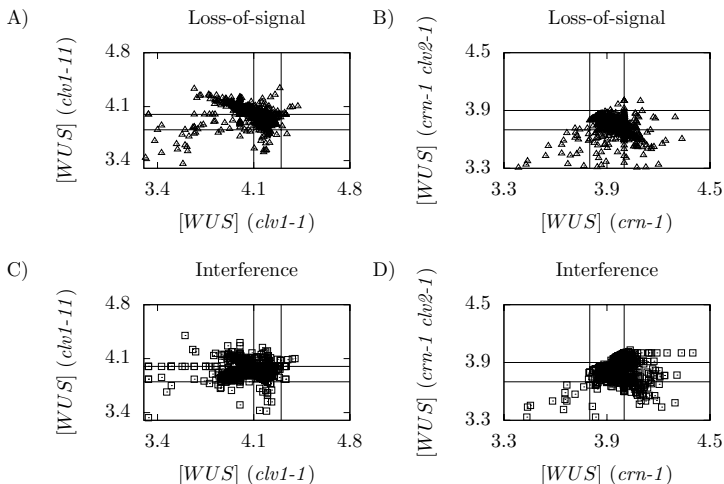 A)
Loss-of-signal
[WUS] (clv1-11)
4.8
4.1
3.4
3.4 4.1 4.8
[WUS] (clv1-1)
B)
Loss-of-signal
[WUS] (crn-1 clv2-1)
4.5
3.9
3.3
3.3 3.9 4.5
[WUS] (crn-1)
C)
Interference
[WUS] (clv1-11)
4.8
4.1
3.4
3.4 4.1 4.8
[WUS] (clv1-1)
D)
Interference
[WUS] (crn-1 clv2-1)
4.5
3.9
3.3
3.3 3.9 4.5
[WUS] (crn-1)